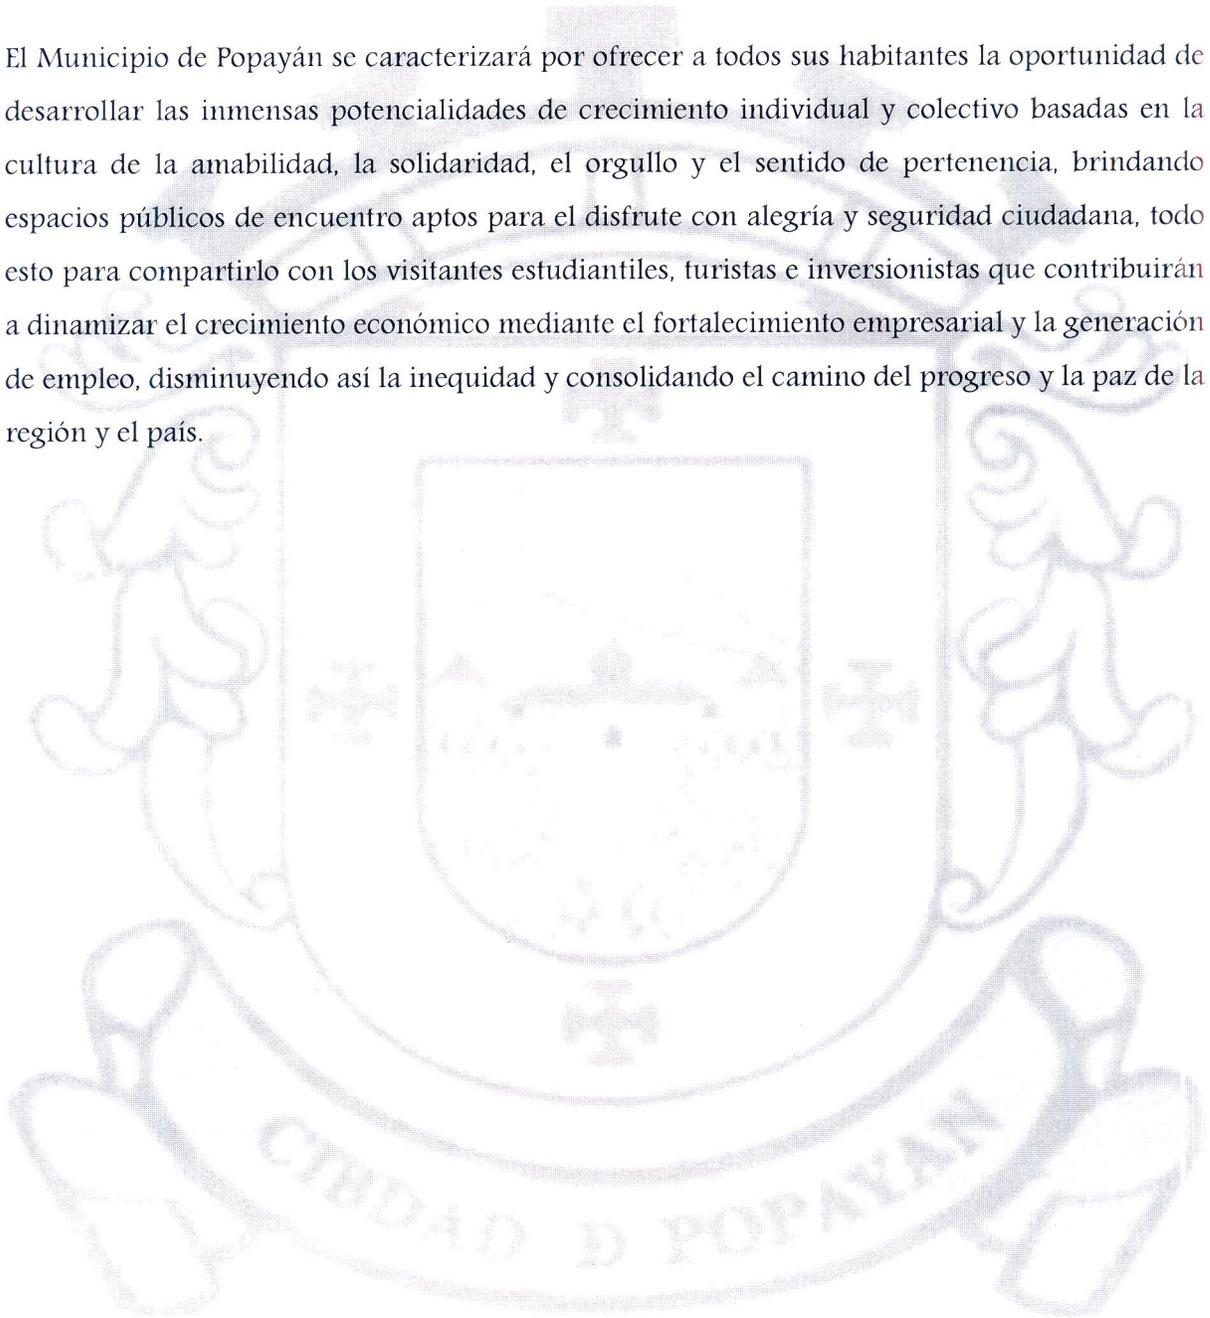 El Municipio de Popayán se caracterizará por ofrecer a todos sus habitantes la oportunidad de
desarrollar las inmensas potencialidades de crecimiento individual y colectivo basadas en la
cultura de la amabilidad, la solidaridad, el orgullo y el sentido de pertenencia, brindando
espacios públicos de encuentro aptos para el disfrute con alegría y seguridad ciudadana, todo
esto para compartirlo con los visitantes estudiantiles, turistas e inversionistas que contribuirán
a dinamizar el crecimiento económico mediante el fortalecimiento empresarial y la generación
de empleo, disminuyendo así la inequidad y consolidando el camino del progreso y la paz de la
región y el país.
CIBDAD D POPAYAN